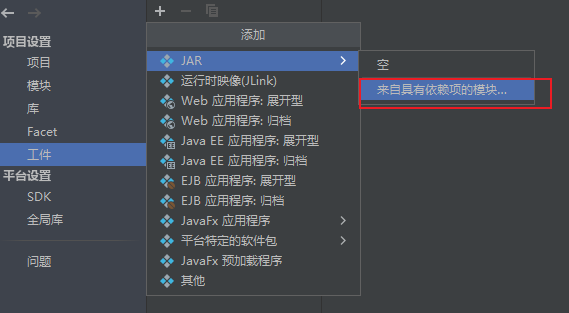 项目设置
项目
模块
库
Facet
工件
平台设置
SDK
全局库
问题
添加
JAR
运行时映像(JLink)
Web 应用程序: 展开型
Web 应用程序: 归档
Java EE 应用程序: 展开型
Java EE 应用程序: 归档
EJB 应用程序: 展开型
EJB 应用程序: 归档
JavaFx 应用程序
平台特定的软件包
JavaFx 预加载程序
其他
空
来自具有依赖项的模块...